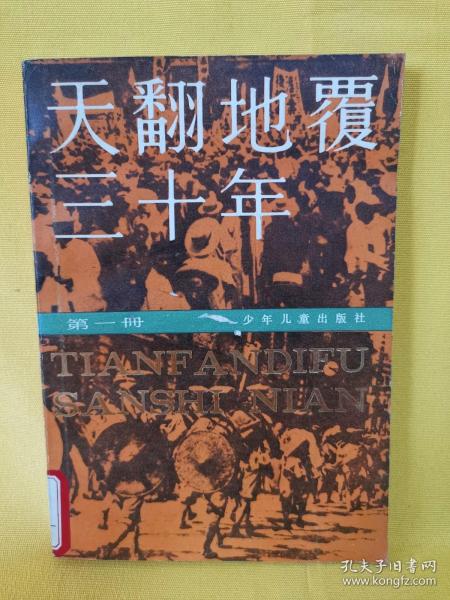 天翻地覆
三十年
第一册
少年儿童出版社
TIANFANDIFU
SANSHI NIAN
孔夫子旧书网
www.kongfz.com